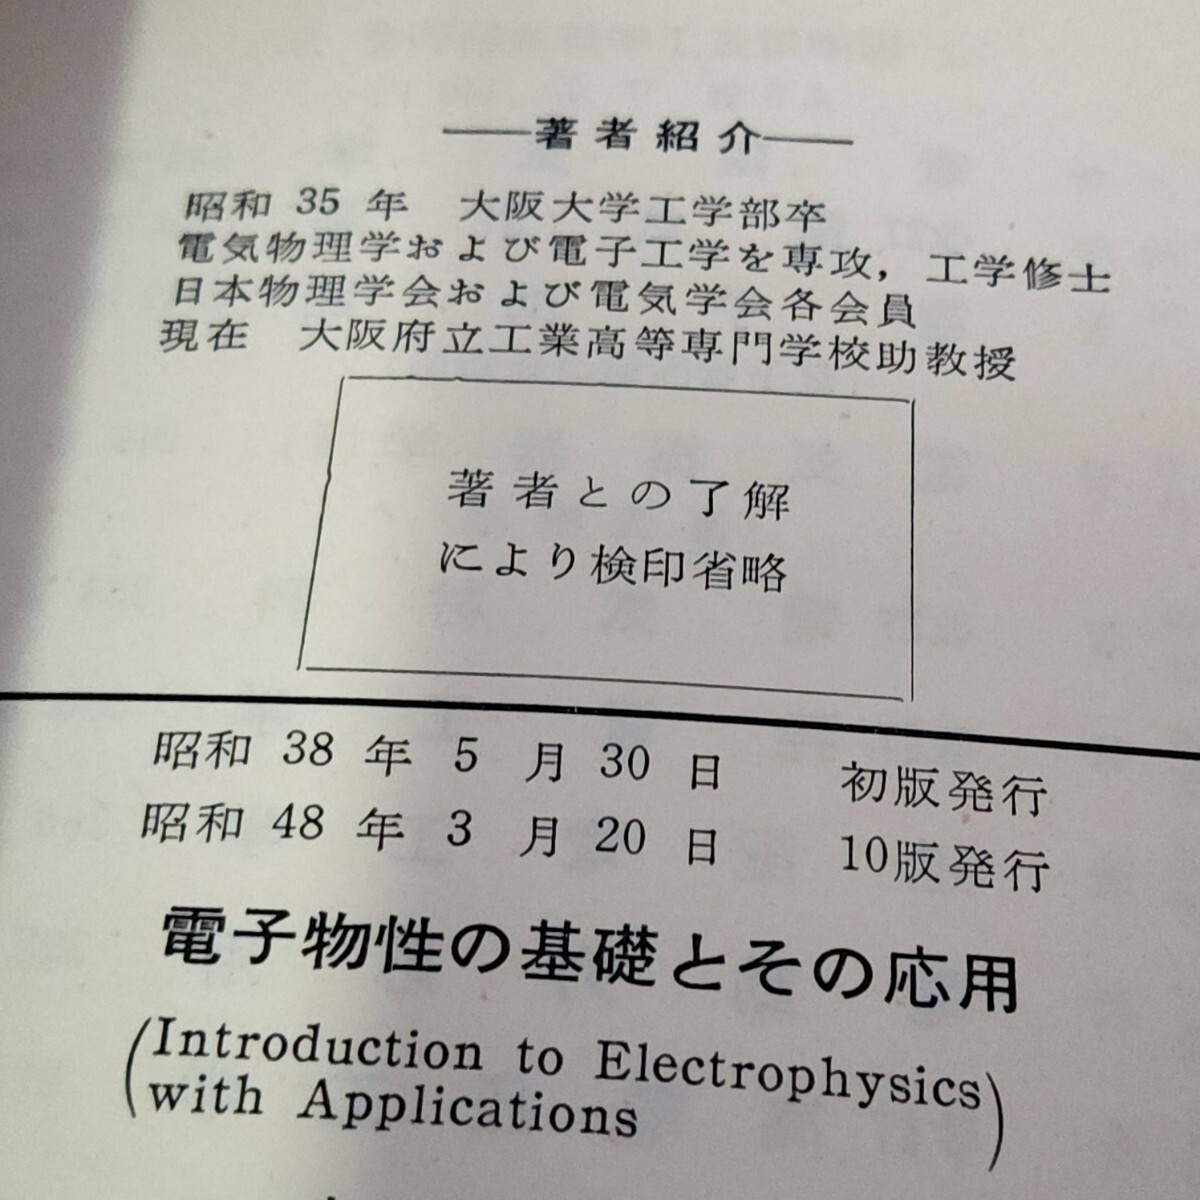 著者紹介
昭和 35 年 大阪大学工学部卒
電気物理学および電子工学を専攻，工学修士
日本物理学会および電気学会各会員
現在 大阪府立工業高等専門学校助教授
著者との了解
により検印省略
昭和 38 年 5 月 30 日 初版発行
昭和 48 年 3 月 20 日 10版発行
電子物性の基礎とその応用
(Introduction to Electrophysics
with Applications)